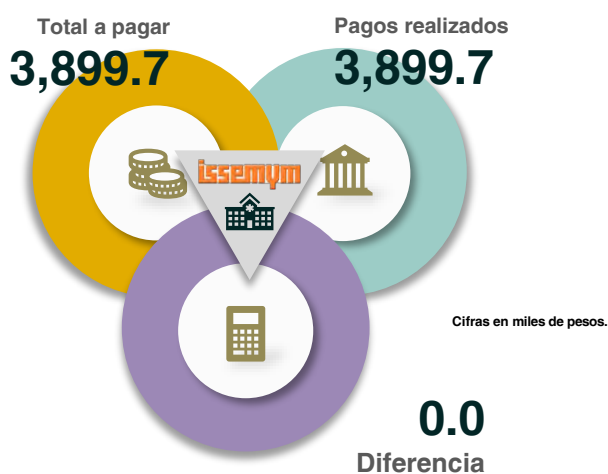 Total a pagar
3,899.7
Pagos realizados
3,899.7
issemym
Cifras en miles de pesos.
0.0
Diferencia